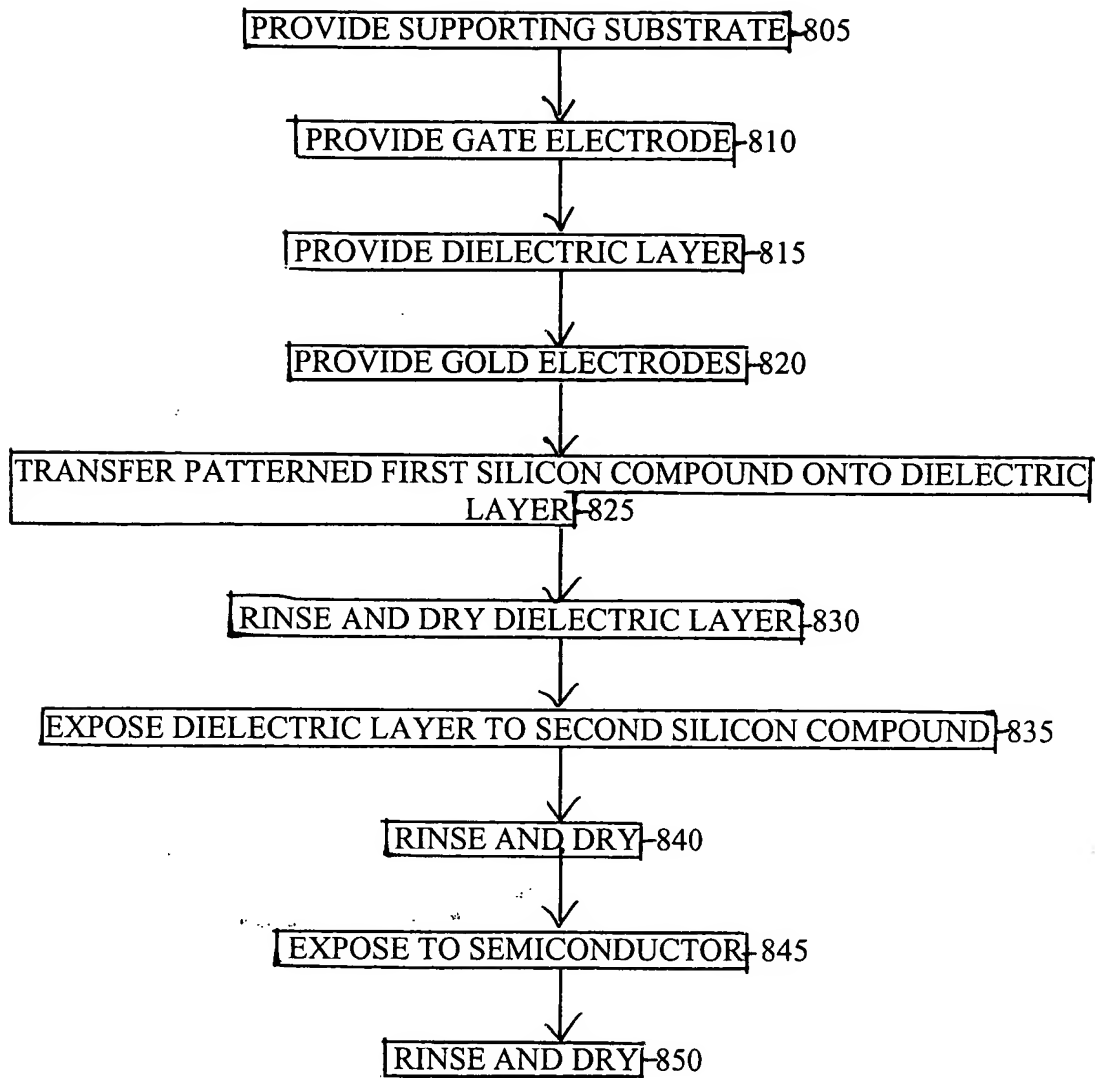 PROVIDE SUPPORTING SUBSTRATE 805
PROVIDE GATE ELECTRODE 810
PROVIDE DIELECTRIC LAYER 815
PROVIDE GOLD ELECTRODES 820
TRANSFER PATTERNED FIRST SILICON COMPOUND ONTO DIELECTRIC
LAYER 825
RINSE AND DRY DIELECTRIC LAYER 830
EXPOSE DIELECTRIC LAYER TO SECOND SILICON COMPOUND 835
RINSE AND DRY 840
EXPOSE TO SEMICONDUCTOR 845
RINSE AND DRY 850